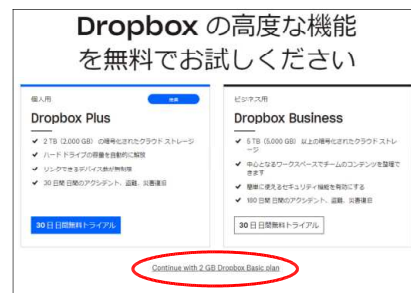 Dropbox の高度な機能
を無料でお試しください
個人用
Dropbox Plus
✔ 2 TB (2,000 GB) の暗号化されたクラウド ストレージ
✔ ハード ドライブの容量を自動的に解放
✔ リンクできるデバイス数が無制限
✔ 30 日間 日間のアクシデント、盗難、災害復旧
30 日 日間無料トライアル
ビジネス用
Dropbox Business
✔ 5 TB (5,000 GB) 以上の暗号化されたクラウド ストレ
ージ
✔ 中心となるワークスペースでチームのコンテンツを整理で
きます
✔ 簡単に使えるセキュリティ機能を有効にする
✔ 180 日間 日間のアクシデント、盗難、災害復旧
30 日 日間無料トライアル
Continue with 2 GB Dropbox Basic plan